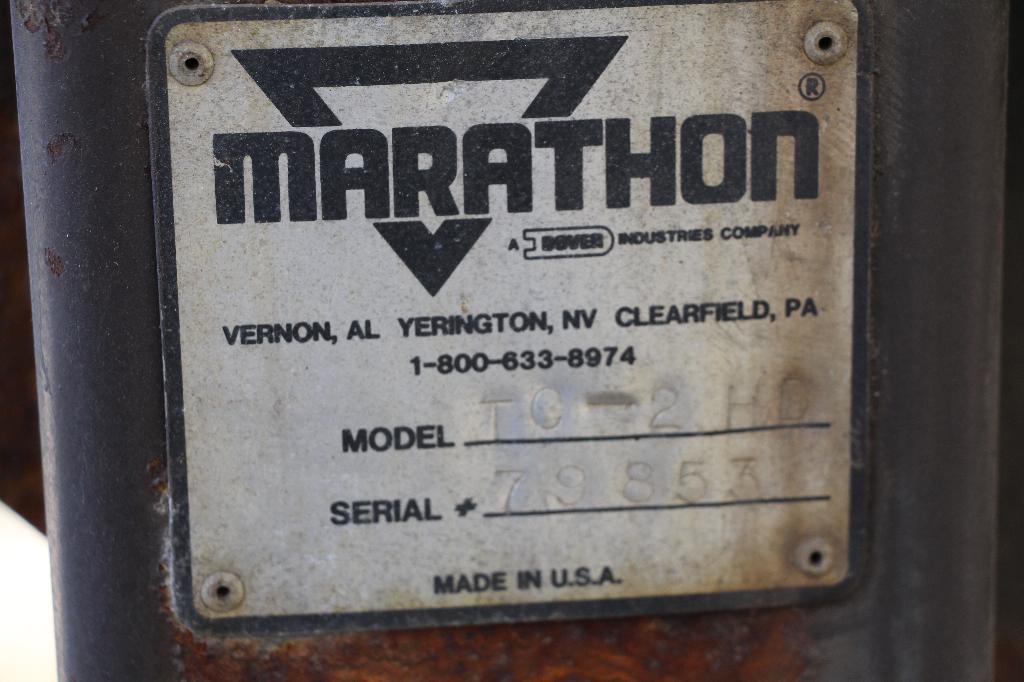 MARATHON ®
A DOVER INDUSTRIES COMPANY
VERNON, AL YERINGTON, NV CLEARFIELD, PA
1-800-633-8974
MODEL TC-2 HD
SERIAL # 79853
MADE IN U.S.A.